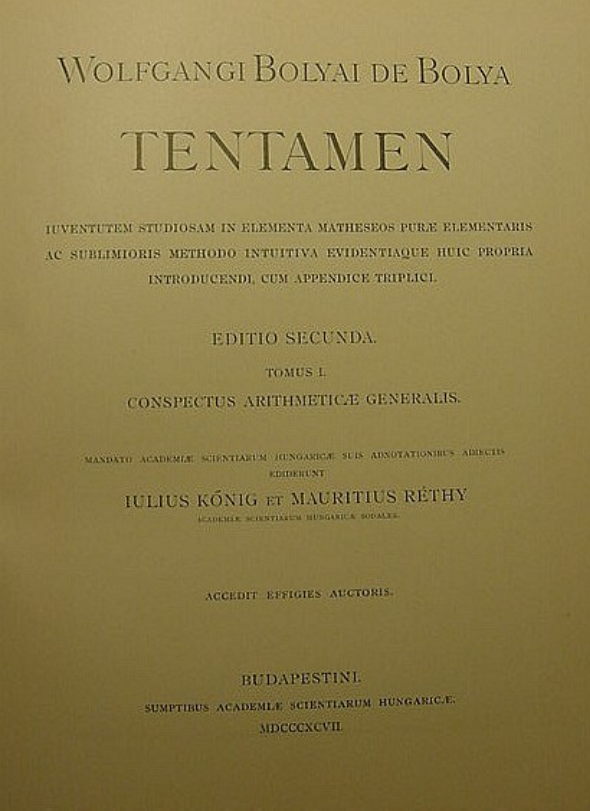 WOLFGANGI BOLYAI DE BOLYA
TENTAMEN
IUVENTUTEM STUDIOSAM IN ELEMENTA MATHESEOS PURÆ ELEMENTARIS
AC SUBLIMIORIS METHODO INTUITIVA EVIDENTIAQUE HUIC PROPRIA
INTRODUCENDI, CUM APPENDICE TRIPLICI.
EDITIO SECUNDA.
TOMUS I.
CONSPECTUS ARITHMETICÆ GENERALIS.
MANDATO ACADEMIÆ SCIENTIARUM HUNGARICÆ SUIS ADNOTATIONIBUS ADIECTIS
EDIDERUNT
IULIUS KŐNIG ET MAURITIUS RÉTHY
ACADEMIÆ SCIENTIARUM HUNGARICÆ SODALES.
ACCEDIT EFFIGIES AUCTORIS.
BUDAPESTINI.
SUMPTIBUS ACADEMIÆ SCIENTIARUM HUNGARICÆ.
MDCCCXCVII.